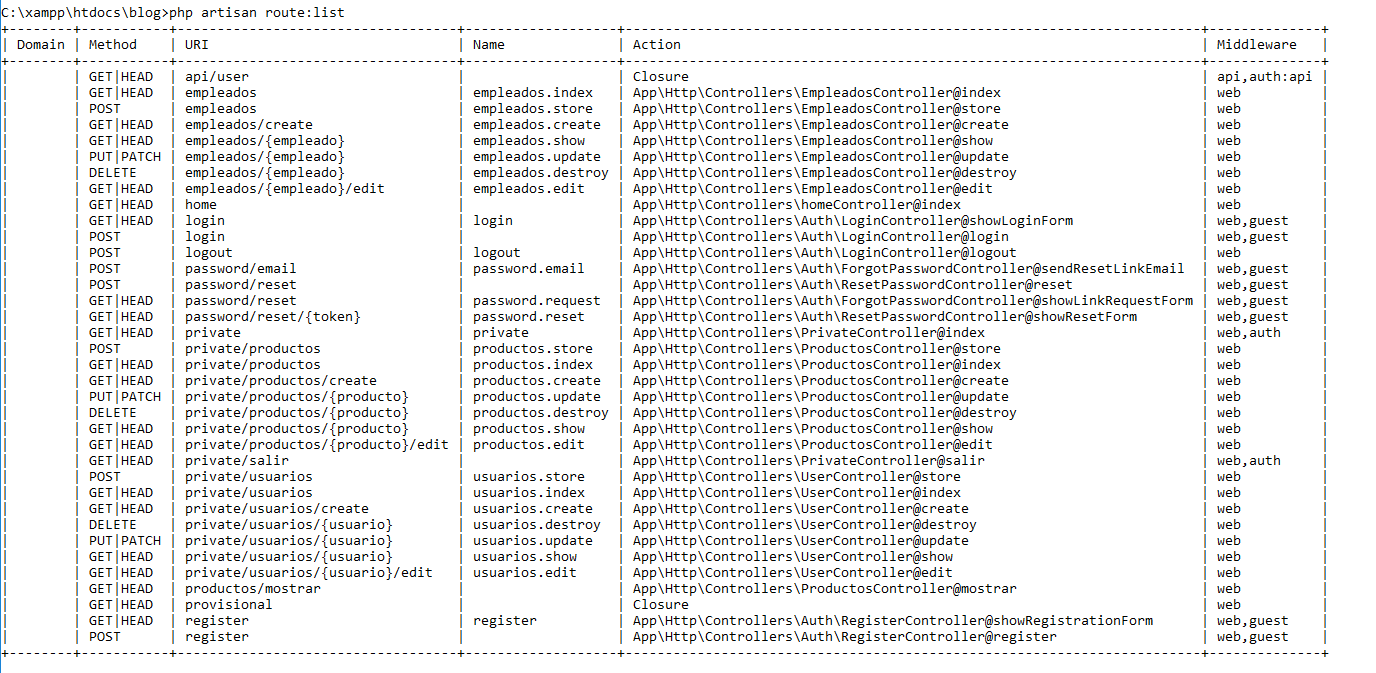 C:\xampp\htdocs\blog>php artisan route:list
+--------+-----------+------------------------------------+-------------------+------------------------------------------------------------------------+--------------+
| Domain | Method    | URI                                | Name              | Action                                                                 | Middleware   |
+--------+-----------+------------------------------------+-------------------+------------------------------------------------------------------------+--------------+
|        | GET|HEAD  | api/user                           |                   | Closure                                                                | api,auth:api |
|        | GET|HEAD  | empleados                          | empleados.index   | App\Http\Controllers\EmpleadosController@index                         | web          |
|        | POST      | empleados                          | empleados.store   | App\Http\Controllers\EmpleadosController@store                         | web          |
|        | GET|HEAD  | empleados/create                   | empleados.create  | App\Http\Controllers\EmpleadosController@create                        | web          |
|        | GET|HEAD  | empleados/{empleado}               | empleados.show    | App\Http\Controllers\EmpleadosController@show                          | web          |
|        | PUT|PATCH | empleados/{empleado}               | empleados.update  | App\Http\Controllers\EmpleadosController@update                        | web          |
|        | DELETE    | empleados/{empleado}               | empleados.destroy | App\Http\Controllers\EmpleadosController@destroy                       | web          |
|        | GET|HEAD  | empleados/{empleado}/edit          | empleados.edit    | App\Http\Controllers\EmpleadosController@edit                          | web          |
|        | GET|HEAD  | home                               |                   | App\Http\Controllers\homeController@index                              | web          |
|        | GET|HEAD  | login                              | login             | App\Http\Controllers\Auth\LoginController@showLoginForm                | web,guest    |
|        | POST      | login                              |                   | App\Http\Controllers\Auth\LoginController@login                        | web,guest    |
|        | POST      | logout                             | logout            | App\Http\Controllers\Auth\LoginController@logout                       | web          |
|        | POST      | password/email                     | password.email    | App\Http\Controllers\Auth\ForgotPasswordController@sendResetLinkEmail  | web,guest    |
|        | POST      | password/reset                     |                   | App\Http\Controllers\Auth\ResetPasswordController@reset                | web,guest    |
|        | GET|HEAD  | password/reset                     | password.request  | App\Http\Controllers\Auth\ForgotPasswordController@showLinkRequestForm | web,guest    |
|        | GET|HEAD  | password/reset/{token}             | password.reset    | App\Http\Controllers\Auth\ResetPasswordController@showResetForm        | web,guest    |
|        | GET|HEAD  | private                            | private           | App\Http\Controllers\PrivateController@index                           | web,auth     |
|        | POST      | private/productos                  | productos.store   | App\Http\Controllers\ProductosController@store                         | web          |
|        | GET|HEAD  | private/productos                  | productos.index   | App\Http\Controllers\ProductosController@index                         | web          |
|        | GET|HEAD  | private/productos/create           | productos.create  | App\Http\Controllers\ProductosController@create                        | web          |
|        | PUT|PATCH | private/productos/{producto}       | productos.update  | App\Http\Controllers\ProductosController@update                        | web          |
|        | DELETE    | private/productos/{producto}       | productos.destroy | App\Http\Controllers\ProductosController@destroy                       | web          |
|        | GET|HEAD  | private/productos/{producto}       | productos.show    | App\Http\Controllers\ProductosController@show                          | web          |
|        | GET|HEAD  | private/productos/{producto}/edit  | productos.edit    | App\Http\Controllers\ProductosController@edit                          | web          |
|        | GET|HEAD  | private/salir                      |                   | App\Http\Controllers\PrivateController@salir                           | web,auth     |
|        | POST      | private/usuarios                   | usuarios.store    | App\Http\Controllers\UserController@store                              | web          |
|        | GET|HEAD  | private/usuarios                   | usuarios.index    | App\Http\Controllers\UserController@index                              | web          |
|        | GET|HEAD  | private/usuarios/create            | usuarios.create   | App\Http\Controllers\UserController@create                             | web          |
|        | DELETE    | private/usuarios/{usuario}         | usuarios.destroy  | App\Http\Controllers\UserController@destroy                            | web          |
|        | PUT|PATCH | private/usuarios/{usuario}         | usuarios.update   | App\Http\Controllers\UserController@update                             | web          |
|        | GET|HEAD  | private/usuarios/{usuario}         | usuarios.show     | App\Http\Controllers\UserController@show                               | web          |
|        | GET|HEAD  | private/usuarios/{usuario}/edit    | usuarios.edit     | App\Http\Controllers\UserController@edit                               | web          |
|        | GET|HEAD  | productos/mostrar                  |                   | App\Http\Controllers\ProductosController@mostrar                       | web          |
|        | GET|HEAD  | provisional                        |                   | Closure                                                                | web          |
|        | GET|HEAD  | register                           | register          | App\Http\Controllers\Auth\RegisterController@showRegistrationForm      | web,guest    |
|        | POST      | register                           |                   | App\Http\Controllers\Auth\RegisterController@register                  | web,guest    |
+--------+-----------+------------------------------------+-------------------+------------------------------------------------------------------------+--------------+